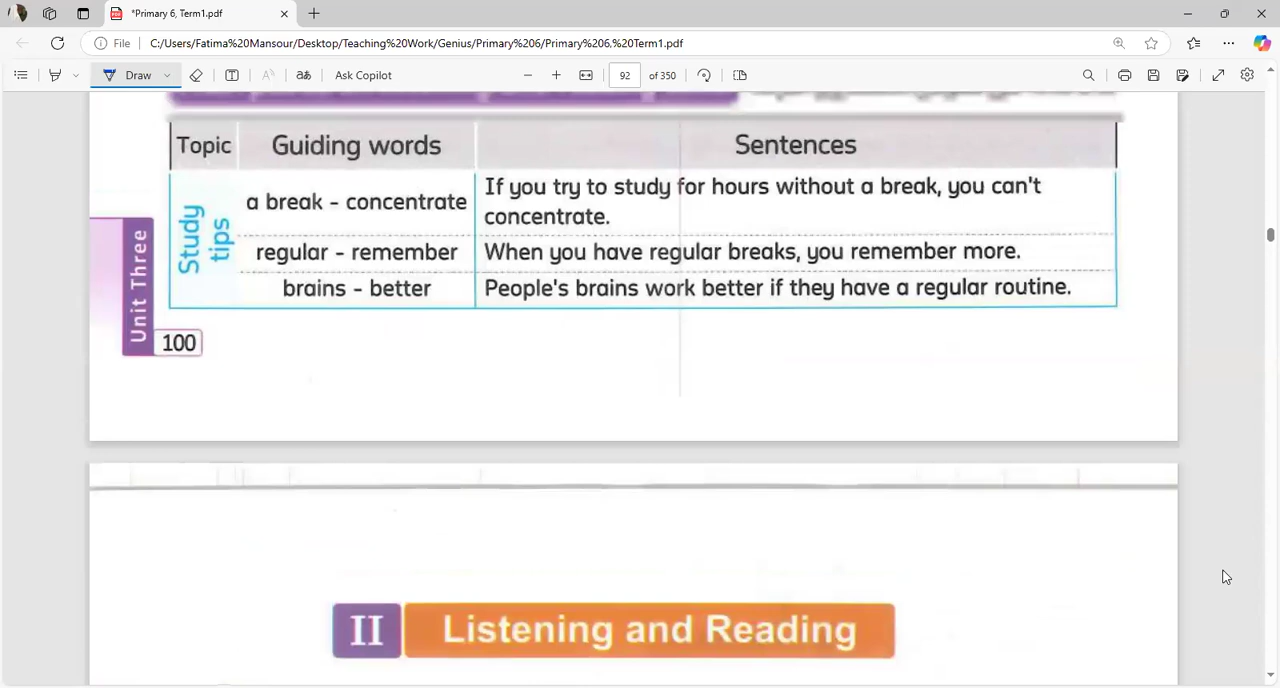 *Primary 6, Term1.pdf
File C:/Users/Fatima%20Mansour/Desktop/Teaching%20Work/Genius/Primary%206/Primary%206.%20Term1.pdf
Draw Ask Copilot 92 of 350
Topic Guiding words Sentences
Study tips
a break - concentrate If you try to study for hours without a break, you can't
concentrate.
regular - remember When you have regular breaks, you remember more.
brains - better People's brains work better if they have a regular routine.
Unit Three
100
II Listening and Reading